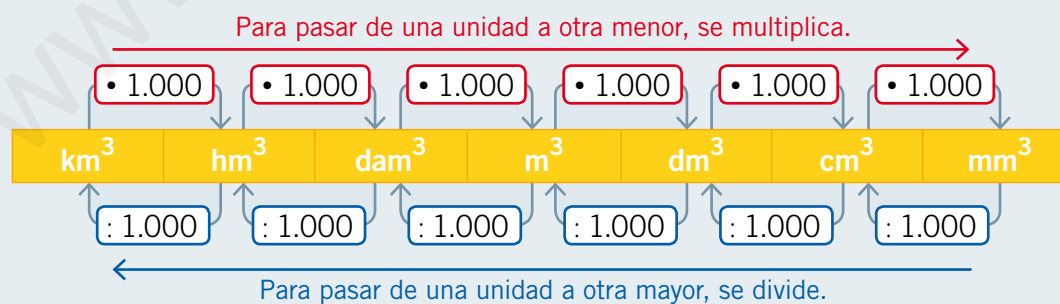 Para pasar de una unidad a otra menor, se multiplica.
• 1.000 • 1.000 • 1.000 • 1.000 • 1.000 • 1.000
km³ hm³ dam³ m³ dm³ cm³ mm³
: 1.000 : 1.000 : 1.000 : 1.000 : 1.000 : 1.000
Para pasar de una unidad a otra mayor, se divide.